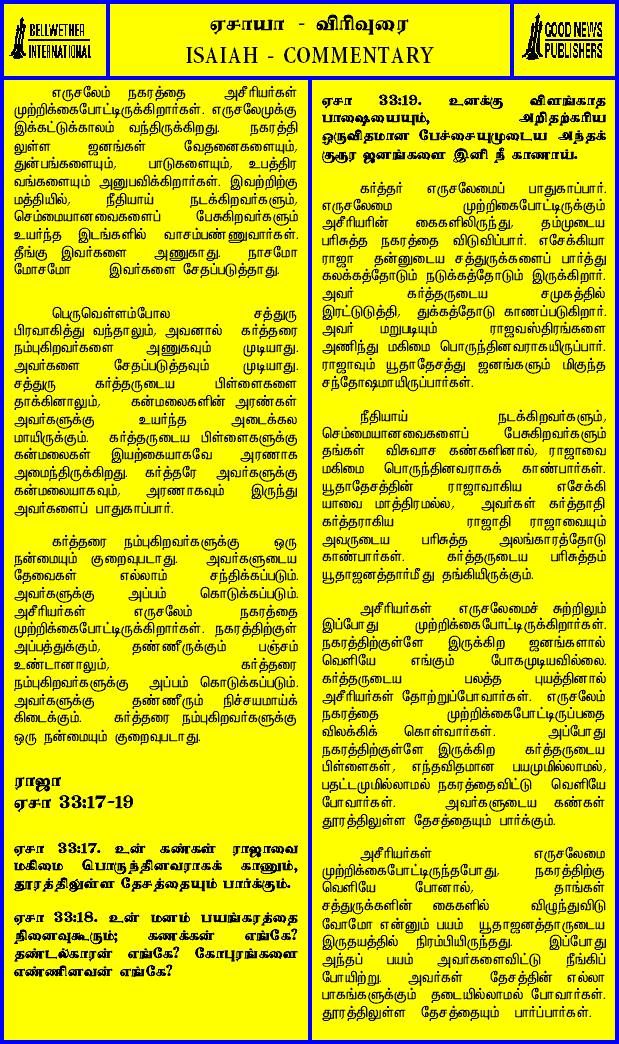 BELLWETHER
INTERNATIONAL
ஏசாயா - விரிவுரை
ISAIAH - COMMENTARY
GOOD NEWS
PUBLISHERS
எருசலேம் நகரத்தை அசீரியர்கள்
முற்றிக்கைபோட்டிருக்கிறார்கள். எருசலேமுக்கு
இக்கட்டுக்காலம் வந்திருக்கிறது. நகரத்தி
லுள்ள ஜனங்கள் வேதனைகளையும்,
துன்பங்களையும், பாடுகளையும், உபத்திர
வங்களையும் அனுபவிக்கிறார்கள். இவற்றிற்கு
மத்தியில், நீதியாய் நடக்கிறவர்களும்,
செம்மையானவைகளைப் பேசுகிறவர்களும்
உயர்ந்த இடங்களில் வாசம்பண்ணுவார்கள்.
தீங்கு இவர்களை அணுகாது. நாசமோ
மோசமோ இவர்களை சேதப்படுத்தாது.
பெருவெள்ளம்போல சத்துரு
பிரவாகித்து வந்தாலும், அவனால் கர்த்தரை
நம்புகிறவர்களை அணுகவும் முடியாது.
அவர்களை சேதப்படுத்தவும் முடியாது.
சத்துரு கர்த்தருடைய பிள்ளைகளை
தாக்கினாலும், கன்மலைகளின் அரண்கள்
அவர்களுக்கு உயர்ந்த அடைக்கல
மாயிருக்கும். கர்த்தருடைய பிள்ளைகளுக்கு
கன்மலைகள் இயற்கையாகவே அரணாக
அமைந்திருக்கிறது. கர்த்தரே அவர்களுக்கு
கன்மலையாகவும், அரணாகவும் இருந்து
அவர்களைப் பாதுகாப்பார்.
கர்த்தரை நம்புகிறவர்களுக்கு ஒரு
நன்மையும் குறைவுபடாது. அவர்களுடைய
தேவைகள் எல்லாம் சந்திக்கப்படும்.
அவர்களுக்கு அப்பம் கொடுக்கப்படும்.
அசீரியர்கள் எருசலேம் நகரத்தை
முற்றிக்கைபோட்டிருக்கிறார்கள். நகரத்திற்குள்
அப்பத்துக்கும், தண்ணீருக்கும் பஞ்சம்
உண்டானாலும், கர்த்தரை
நம்புகிறவர்களுக்கு அப்பம் கொடுக்கப்படும்.
அவர்களுக்கு தண்ணீரும் நிச்சயமாய்க்
கிடைக்கும். கர்த்தரை நம்புகிறவர்களுக்கு
ஒரு நன்மையும் குறைவுபடாது.
ராஜா
ஏசா 33:17-19
ஏசா 33:17. உன் கண்கள் ராஜாவை
மகிமை பொருந்தினவராகக் காணும்,
தூரத்திலுள்ள தேசத்தையும் பார்க்கும்.
ஏசா 33:18. உன் மனம் பயங்கரத்தை
நினைவுகூரும்; கணக்கன் எங்கே?
தண்டல்காரன் எங்கே? கோபுரங்களை
எண்ணினவன் எங்கே?
ஏசா 33:19. உனக்கு விளங்காத
பாஷையையும், அறிதற்கரிய
ஒருவிதமான பேச்சையுமுடைய அந்தக்
குரூர ஜனங்களை இனி நீ காணாய்.
கர்த்தர் எருசலேமைப் பாதுகாப்பார்.
எருசலேமை முற்றிக்கைபோட்டிருக்கும்
அசீரியரின் கைகளிலிருந்து, தம்முடைய
பரிசுத்த நகரத்தை விடுவிப்பார். எசேக்கியா
ராஜா தன்னுடைய சத்துருக்களைப் பார்த்து
கலக்கத்தோடும் நடுக்கத்தோடும் இருக்கிறார்.
அவர் கர்த்தருடைய சமுகத்தில்
இரட்டுடுத்தி, துக்கத்தோடு காணப்படுகிறார்.
அவர் மறுபடியும் ராஜவஸ்திரங்களை
அணிந்து மகிமை பொருந்தினவராகயிருப்பார்.
ராஜாவும் யூதாதேசத்து ஜனங்களும் மிகுந்த
சந்தோஷமாயிருப்பார்கள்.
நீதியாய் நடக்கிறவர்களும்,
செம்மையானவைகளைப் பேசுகிறவர்களும்
தங்கள் விசுவாச கண்களினால், ராஜாவை
மகிமை பொருந்தினவராகக் காண்பார்கள்.
யூதாதேசத்தின் ராஜாவாகிய எசேக்கி
யாவை மாத்திரமல்ல, அவர்கள் கர்த்தாதி
கர்த்தராகிய ராஜாதி ராஜாவையும்
அவருடைய பரிசுத்த அலங்காரத்தோடு
காண்பார்கள். கர்த்தருடைய பரிசுத்தம்
யூதாஜனத்தார்மீது தங்கியிருக்கும்.
அசீரியர்கள் எருசலேமைச் சுற்றிலும்
இப்போது முற்றிக்கைபோட்டிருக்கிறார்கள்.
நகரத்திற்குள்ளே இருக்கிற ஜனங்களால்
வெளியே எங்கும் போகமுடியவில்லை.
கர்த்தருடைய பலத்த புயத்தினால்
அசீரியர்கள் தோற்றுப்போவார்கள். எருசலேம்
நகரத்தை முற்றிக்கைபோட்டிருப்பதை
விலக்கிக் கொள்வார்கள். அப்போது
நகரத்திற்குள்ளே இருக்கிற கர்த்தருடைய
பிள்ளைகள், எந்தவிதமான பயமுமில்லாமல்,
பதட்டமுமில்லாமல் நகரத்தைவிட்டு வெளியே
போவார்கள். அவர்களுடைய கண்கள்
தூரத்திலுள்ள தேசத்தையும் பார்க்கும்.
அசீரியர்கள் எருசலேமை
முற்றிக்கைபோட்டிருந்தபோது, நகரத்திற்கு
வெளியே போனால், தாங்கள்
சத்துருக்களின் கைகளில் விழுந்துவிடு
வோமோ என்னும் பயம் யூதாஜனத்தாருடைய
இருதயத்தில் நிரம்பியிருந்தது. இப்போது
அந்தப் பயம் அவர்களைவிட்டு நீங்கிப்
போயிற்று. அவர்கள் தேசத்தின் எல்லா
பாகங்களுக்கும் தடையில்லாமல் போவார்கள்.
தூரத்திலுள்ள தேசத்தையும் பார்ப்பார்கள்.